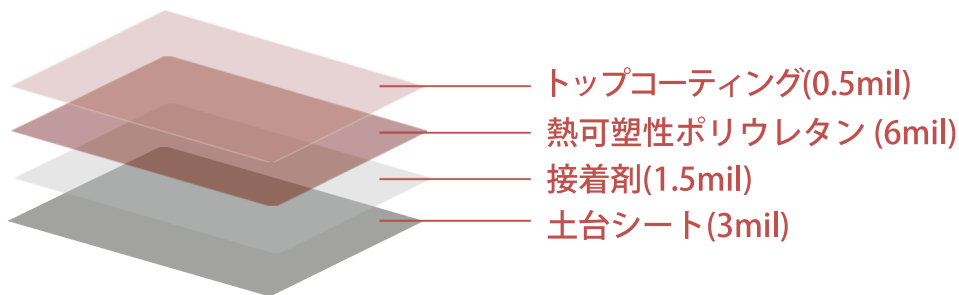 トップコーティング(0.5mil)
熱可塑性ポリウレタン (6mil)
接着剤(1.5mil)
土台シート(3mil)